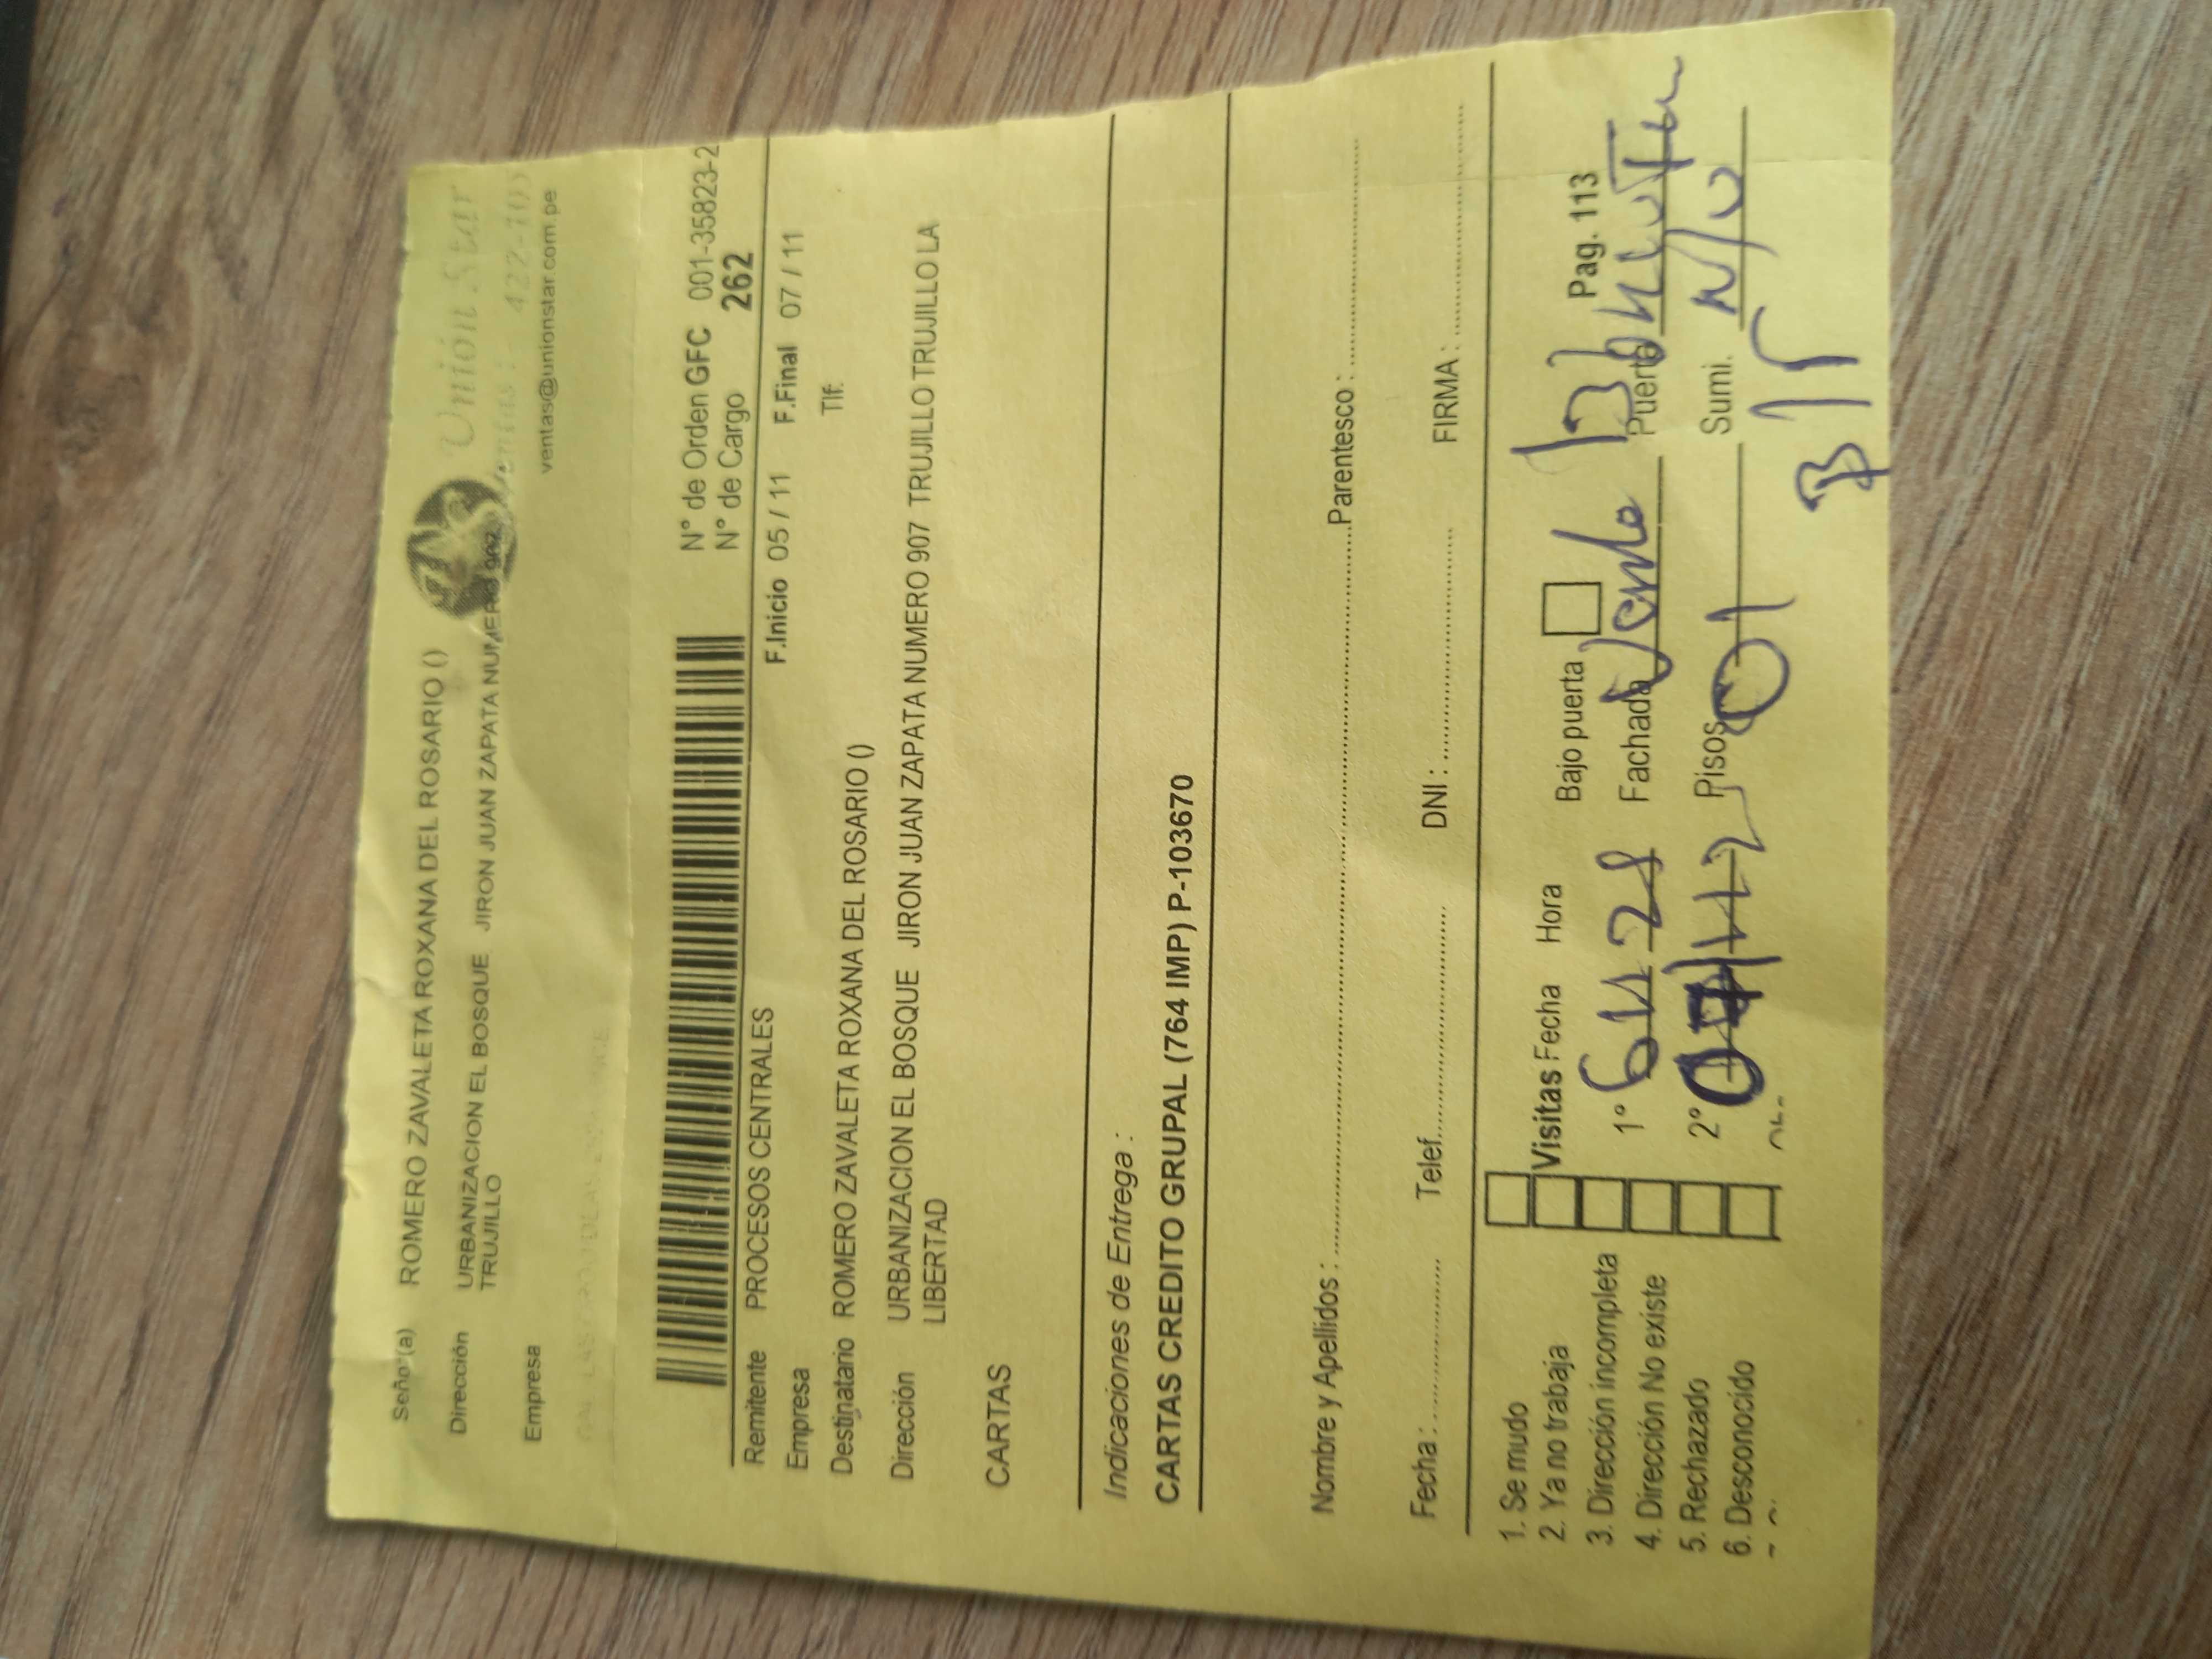 Señor(a) ROMERO ZAVALETA ROXANA DEL ROSARIO ()
Unión Star
Dirección URBANIZACION EL BOSQUE JIRON JUAN ZAPATA NUMERO 907
TRUJILLO
ventas@unionstar.com.pe
Empresa
N° de Orden GFC 001-35823-2
N° de Cargo 262
Remitente PROCESOS CENTRALES F.Inicio 05 / 11 F.Final 07 / 11
Empresa Tlf.
Destinatario ROMERO ZAVALETA ROXANA DEL ROSARIO ()
Dirección URBANIZACION EL BOSQUE JIRON JUAN ZAPATA NUMERO 907 TRUJILLO TRUJILLO LA
LIBERTAD
CARTAS
Indicaciones de Entrega :
CARTAS CREDITO GRUPAL (764 IMP) P-103670
Nombre y Apellidos : Parentesco :
Fecha : Telef. DNI : FIRMA :
1. Se mudo
2. Ya no trabaja Visitas Fecha Hora Bajo puerta Pag. 113
3. Dirección incompleta 1° Fachada Puerta
4. Dirección No existe
5. Rechazado 2° Pisos 01 Sumi. N/V
6. Desconocido